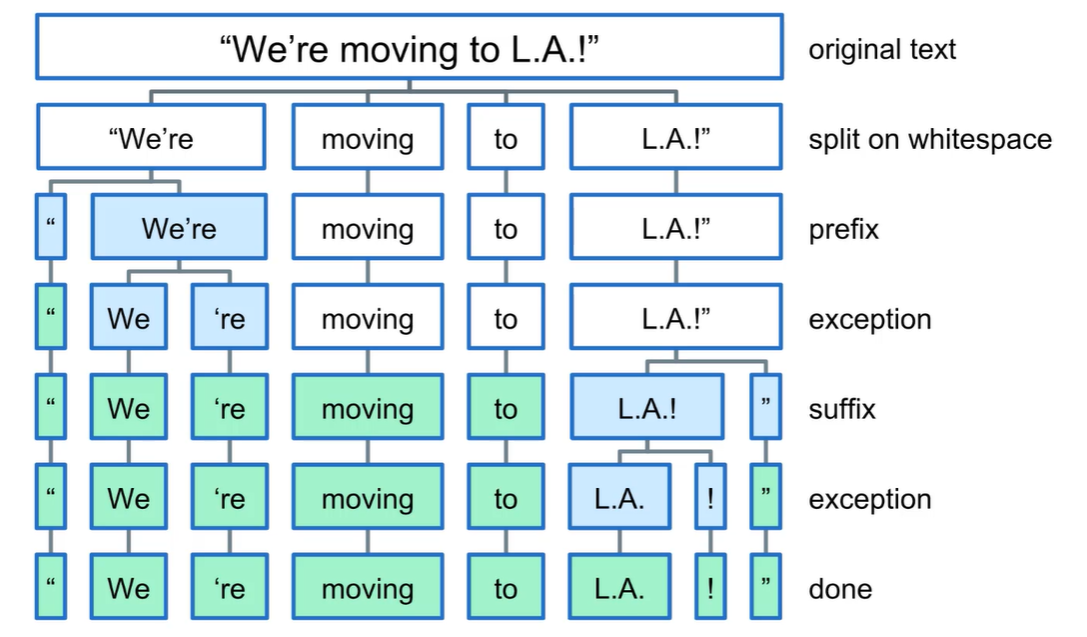 “We’re moving to L.A.!” original text
“We’re moving to L.A.!” split on whitespace
“ We’re moving to L.A.!” prefix
“ We ‘re moving to L.A.!” exception
“ We ‘re moving to L.A.! ” suffix
“ We ‘re moving to L.A. ! ” exception
“ We ‘re moving to L.A. ! ” done